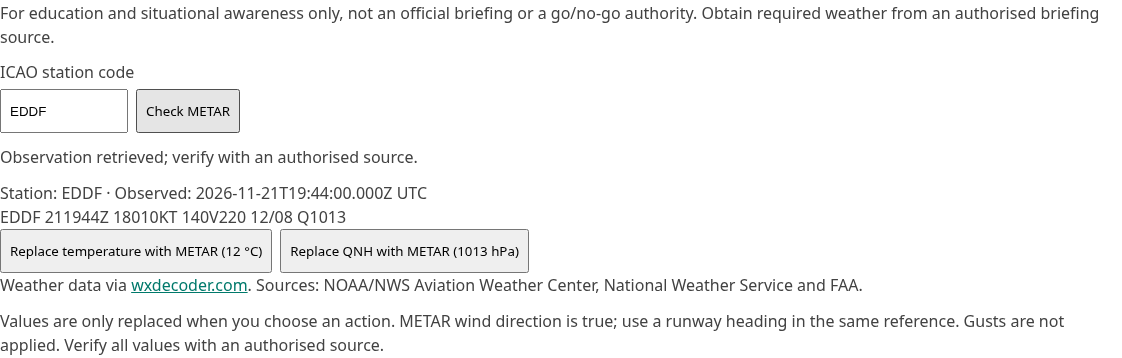 For education and situational awareness only, not an official briefing or a go/no-go authority. Obtain required weather from an authorised briefing
source.
ICAO station code
EDDF Check METAR
Observation retrieved; verify with an authorised source.
Station: EDDF · Observed: 2026-11-21T19:44:00.000Z UTC
EDDF 211944Z 18010KT 140V220 12/08 Q1013
Replace temperature with METAR (12 °C) Replace QNH with METAR (1013 hPa)
Weather data via wxdecoder.com. Sources: NOAA/NWS Aviation Weather Center, National Weather Service and FAA.
Values are only replaced when you choose an action. METAR wind direction is true; use a runway heading in the same reference. Gusts are not
applied. Verify all values with an authorised source.